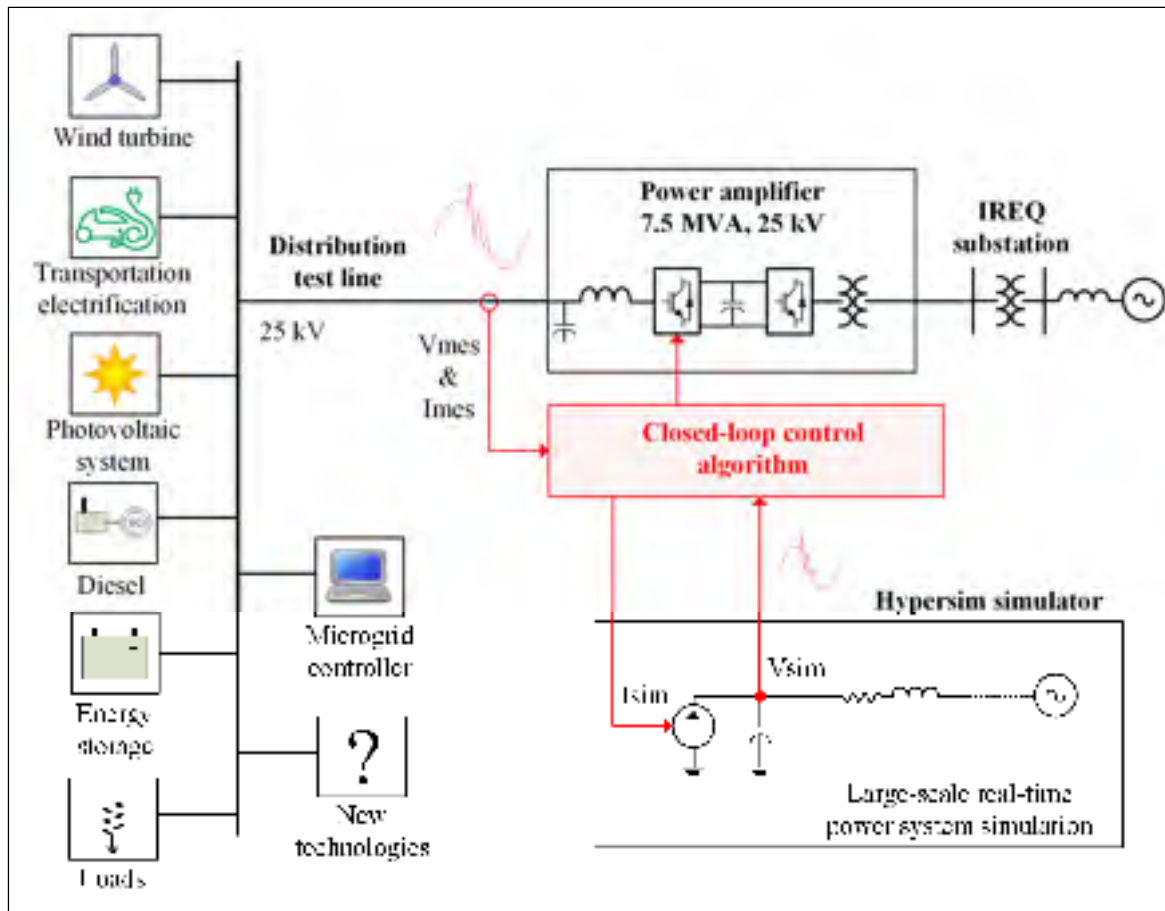 Wind turbine
Transportation
electrification
Photovoltaic
system
Diesel
Energy
storage
Loads
Distribution
test line
25 kV
Microgrid
controller
?
New
technologies
Vmes
&
Imes
Power amplifier
7.5 MVA, 25 kV
IREQ
substation
Closed-loop control
algorithm
Hypersim simulator
Isim
Vsim
Large-scale real-time
power system simulation